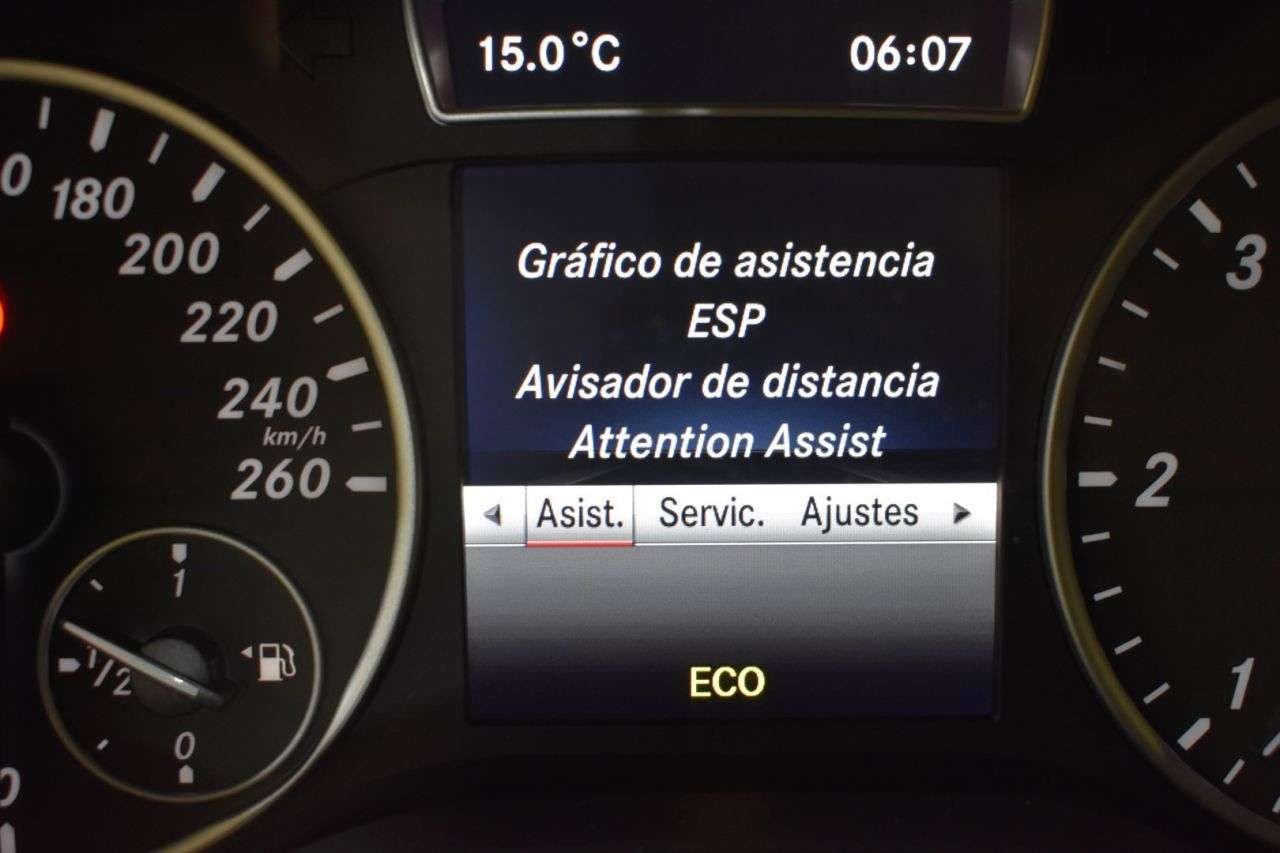 15.0°C 06:07
Gráfico de asistencia
ESP
Avisador de distancia
Attention Assist
Asist. Servic. Ajustes
ECO
180
200
220
240
km/h
260
1
1/2
0
3
2
1